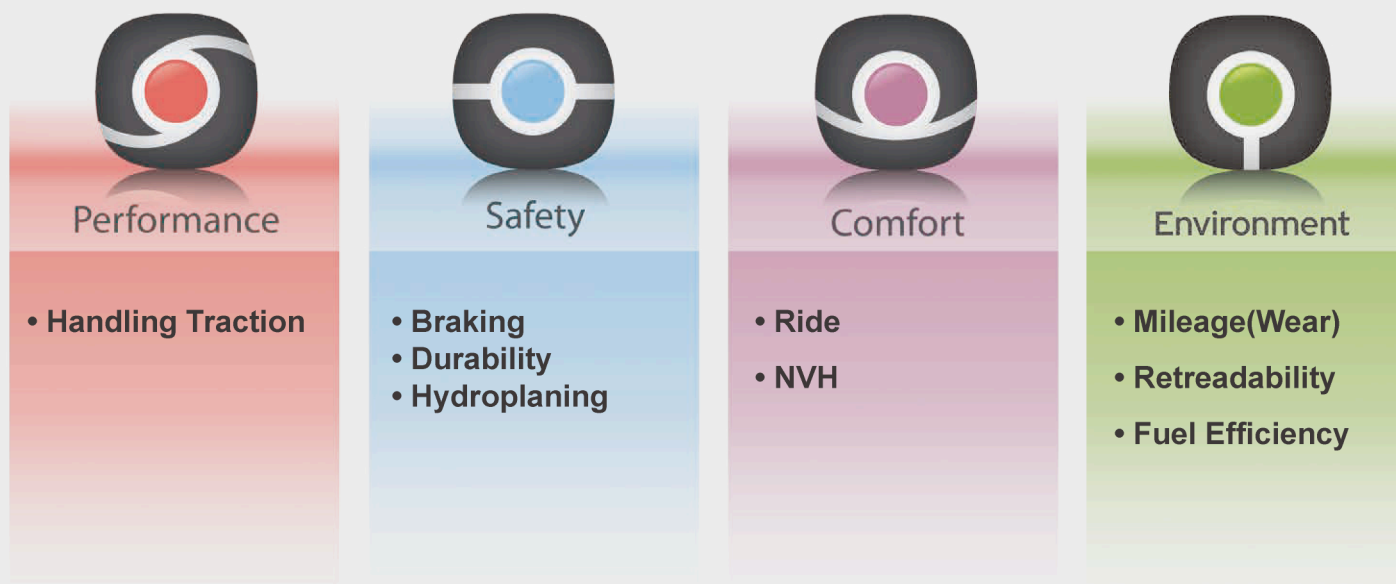 Performance
• Handling Traction
Safety
• Braking
• Durability
• Hydroplaning
Comfort
• Ride
• NVH
Environment
• Mileage(Wear)
• Retreadability
• Fuel Efficiency